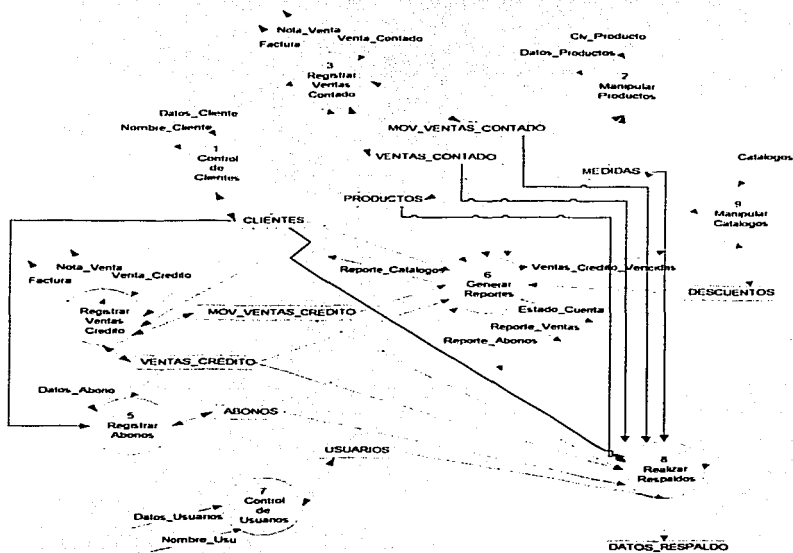 Nota_Venta
Factura
Venta_Contado
3
Registrar
Ventas
Contado
Clv_Producto
Datos_Productos
2
Manipular
Productos
Datos_Cliente
Nombre_Cliente
1
Control
de
Clientes
MOV_VENTAS_CONTADO
VENTAS_CONTADO
MEDIDAS
PRODUCTOS
Catalogos
9
Manipular
Catalogos
CLIENTES
Nota_Venta
Factura
Venta_Credito
Registrar
Ventas
Credito
Reporte_Catalogos
6
Generar
Reportes
Ventas_Credito_Vencidas
DESCUENTOS
MOV_VENTAS_CREDITO
Estado_Cuenta
Reporte_Ventas
Reporte_Abonos
VENTAS_CREDITO
Datos_Abono
5
Registrar
Abonos
ABONOS
USUARIOS
8
Realizar
Respaldos
7
Control
de
Usuarios
Datos_Usuarios
Nombre_Usu
DATOS_RESPALDO